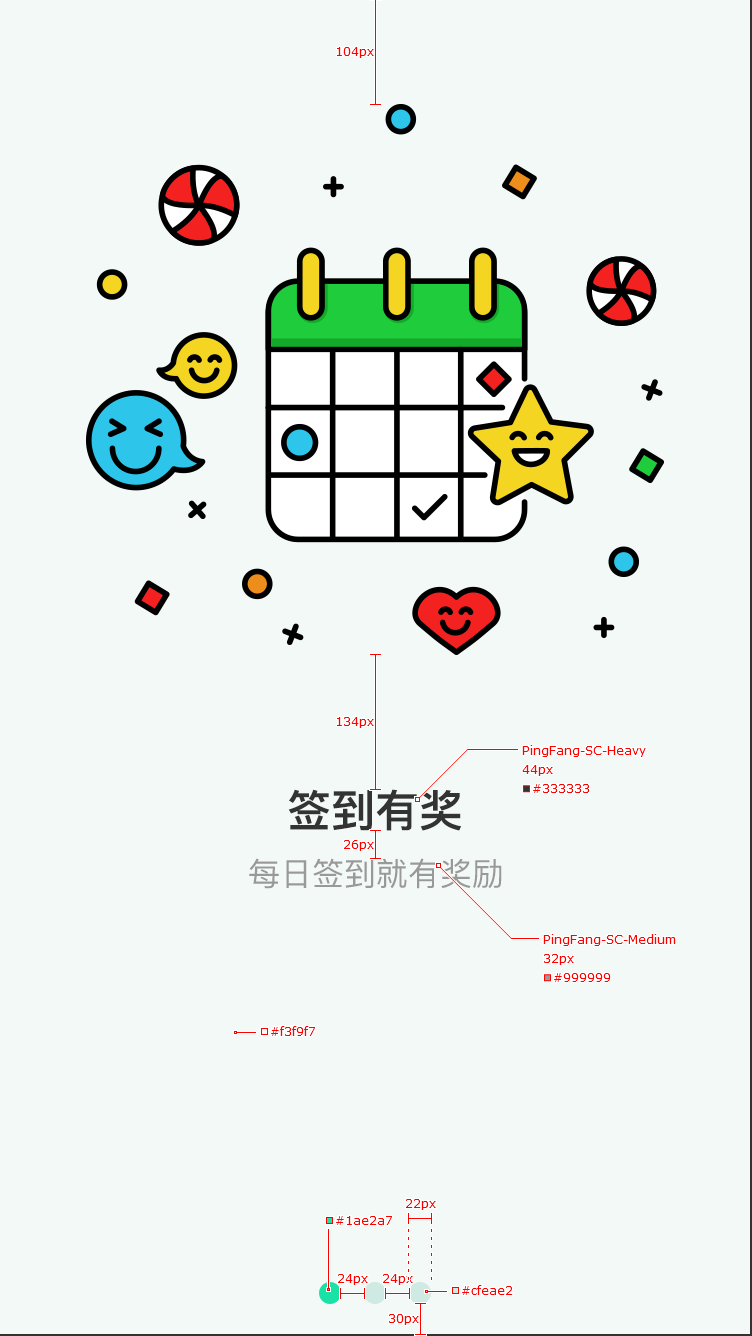 104px
134px
PingFang-SC-Heavy
44px
#333333
签到有奖
26px
每日签到就有奖励
PingFang-SC-Medium
32px
#999999
#f3f9f7
22px
#1ae2a7
24px
24px
#cfeae2
30px